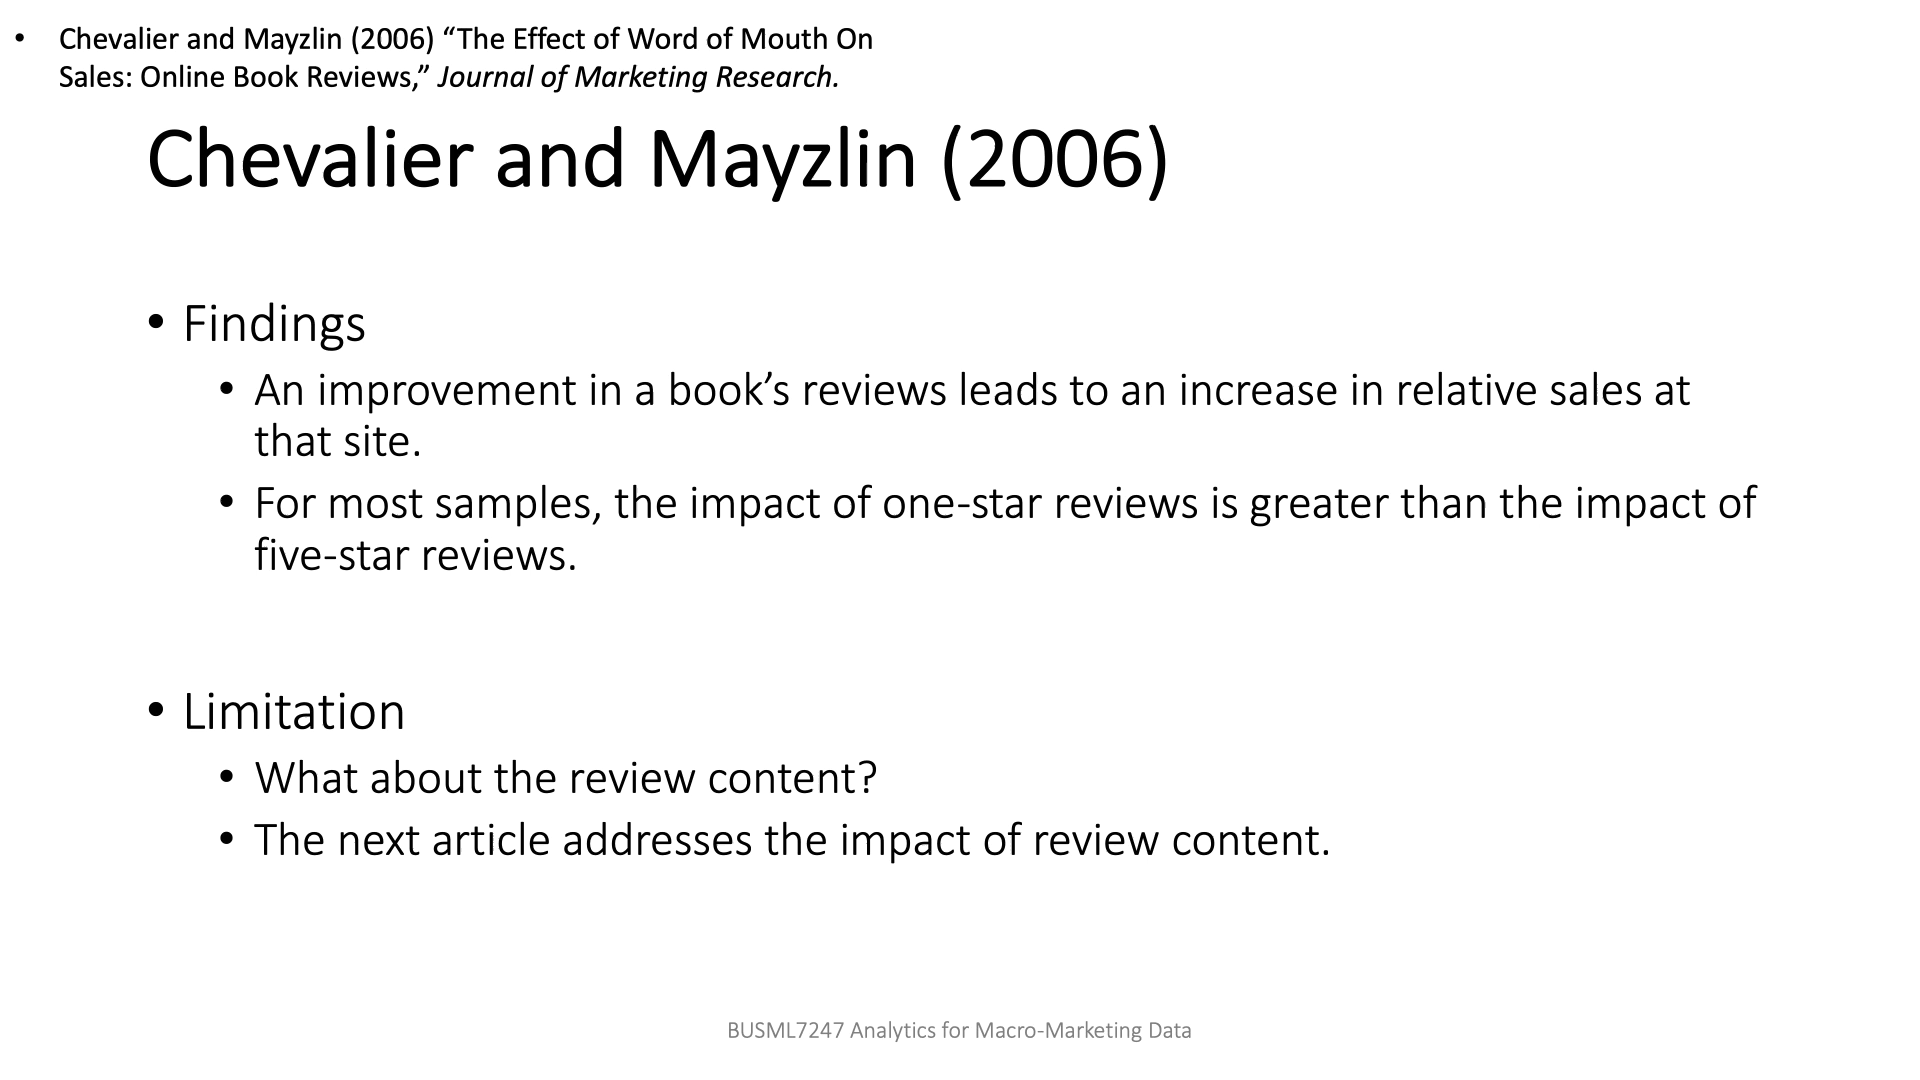 • Chevalier and Mayzlin (2006) “The Effect of Word of Mouth On
Sales: Online Book Reviews,” Journal of Marketing Research.
Chevalier and Mayzlin (2006)
• Findings
• An improvement in a book’s reviews leads to an increase in relative sales at
that site.
• For most samples, the impact of one-star reviews is greater than the impact of
five-star reviews.
• Limitation
• What about the review content?
• The next article addresses the impact of review content.
BUSML7247 Analytics for Macro-Marketing Data